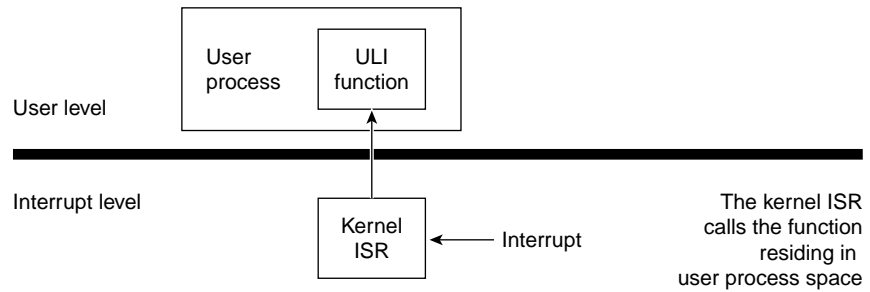 User
process
ULI
function
User level
Interrupt level
Kernel
ISR
Interrupt
The kernel ISR
calls the function
residing in
user process space